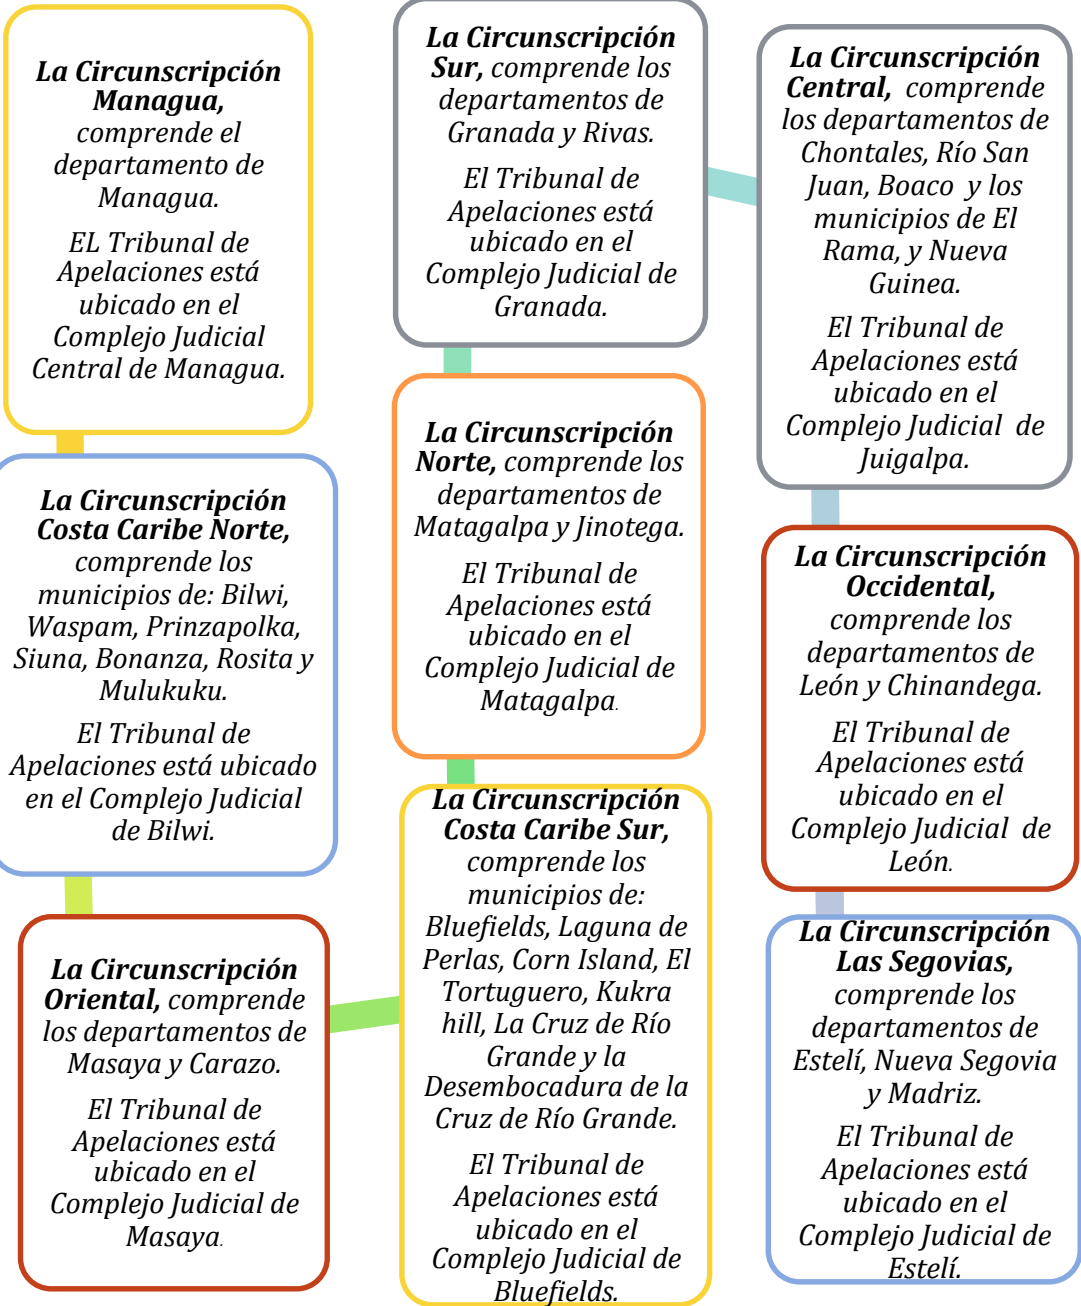 La Circunscripción
Managua,
comprende el
departamento de
Managua.
EL Tribunal de
Apelaciones está
ubicado en el
Complejo Judicial
Central de Managua.
La Circunscripción
Costa Caribe Norte,
comprende los
municipios de: Bilwi,
Waspam, Prinzapolka,
Siuna, Bonanza, Rosita y
Mulukuku.
El Tribunal de
Apelaciones está ubicado
en el Complejo Judicial
de Bilwi.
La Circunscripción
Oriental, comprende
los departamentos de
Masaya y Carazo.
El Tribunal de
Apelaciones está
ubicado en el
Complejo Judicial de
Masaya.
La Circunscripción
Costa Caribe Sur,
comprende los
municipios de:
Bluefields, Laguna de
Perlas, Corn Island, El
Tortuguero, Kukra
hill, La Cruz de Río
Grande y la
Desembocadura de la
Cruz de Río Grande.
El Tribunal de
Apelaciones está
ubicado en el
Complejo Judicial de
Bluefields.
La Circunscripción
Norte, comprende los
departamentos de
Matagalpa y Jinotega.
El Tribunal de
Apelaciones está
ubicado en el
Complejo Judicial de
Matagalpa.
La Circunscripción
Sur, comprende los
departamentos de
Granada y Rivas.
El Tribunal de
Apelaciones está
ubicado en el
Complejo Judicial de
Granada.
La Circunscripción
Central, comprende
los departamentos de
Chontales, Río San
Juan, Boaco y los
municipios de El
Rama, y Nueva
Guinea.
El Tribunal de
Apelaciones está
ubicado en el
Complejo Judicial de
Juigalpa.
La Circunscripción
Occidental,
comprende los
departamentos de
León y Chinandega.
El Tribunal de
Apelaciones está
ubicado en el
Complejo Judicial de
León.
La Circunscripción
Las Segovias,
comprende los
departamentos de
Estelí, Nueva Segovia
y Madriz.
El Tribunal de
Apelaciones está
ubicado en el
Complejo Judicial de
Estelí.